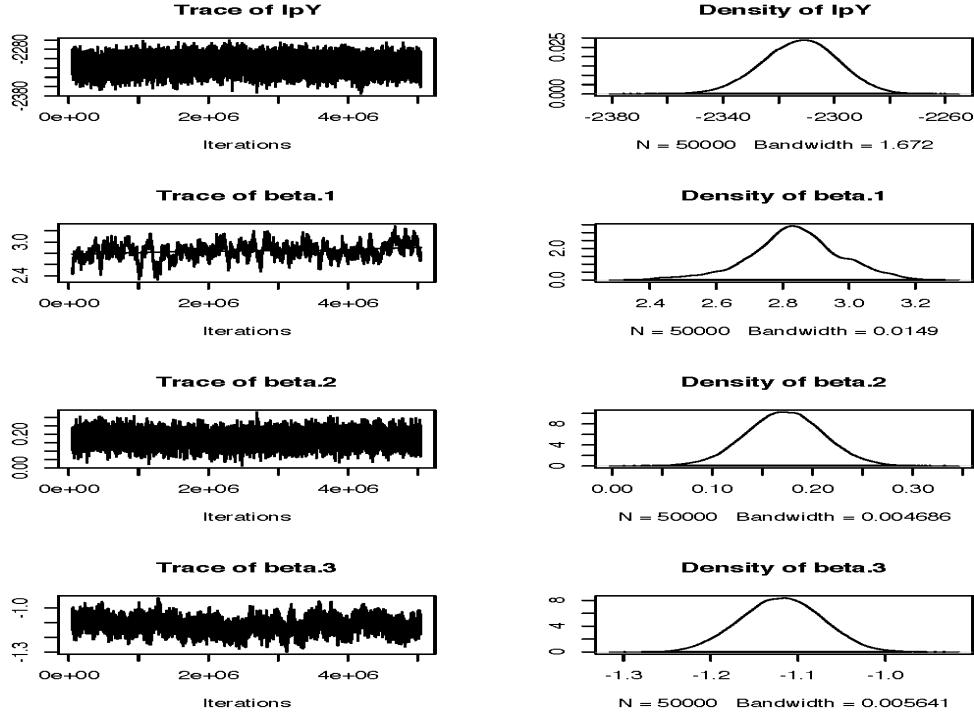 Trace of lpY
Density of lpY
-2380 -2280
0e+00 2e+06 4e+06
Iterations
0.000 0.025
-2380 -2340 -2300 -2260
N = 50000 Bandwidth = 1.672
Trace of beta.1
Density of beta.1
2.4 3.0
0e+00 2e+06 4e+06
Iterations
0.0 2.0
2.4 2.6 2.8 3.0 3.2
N = 50000 Bandwidth = 0.0149
Trace of beta.2
Density of beta.2
0.00 0.20
0e+00 2e+06 4e+06
Iterations
0 4 8
0.00 0.10 0.20 0.30
N = 50000 Bandwidth = 0.004686
Trace of beta.3
Density of beta.3
-1.3 -1.0
0e+00 2e+06 4e+06
Iterations
0 4 8
-1.3 -1.2 -1.1 -1.0
N = 50000 Bandwidth = 0.005641